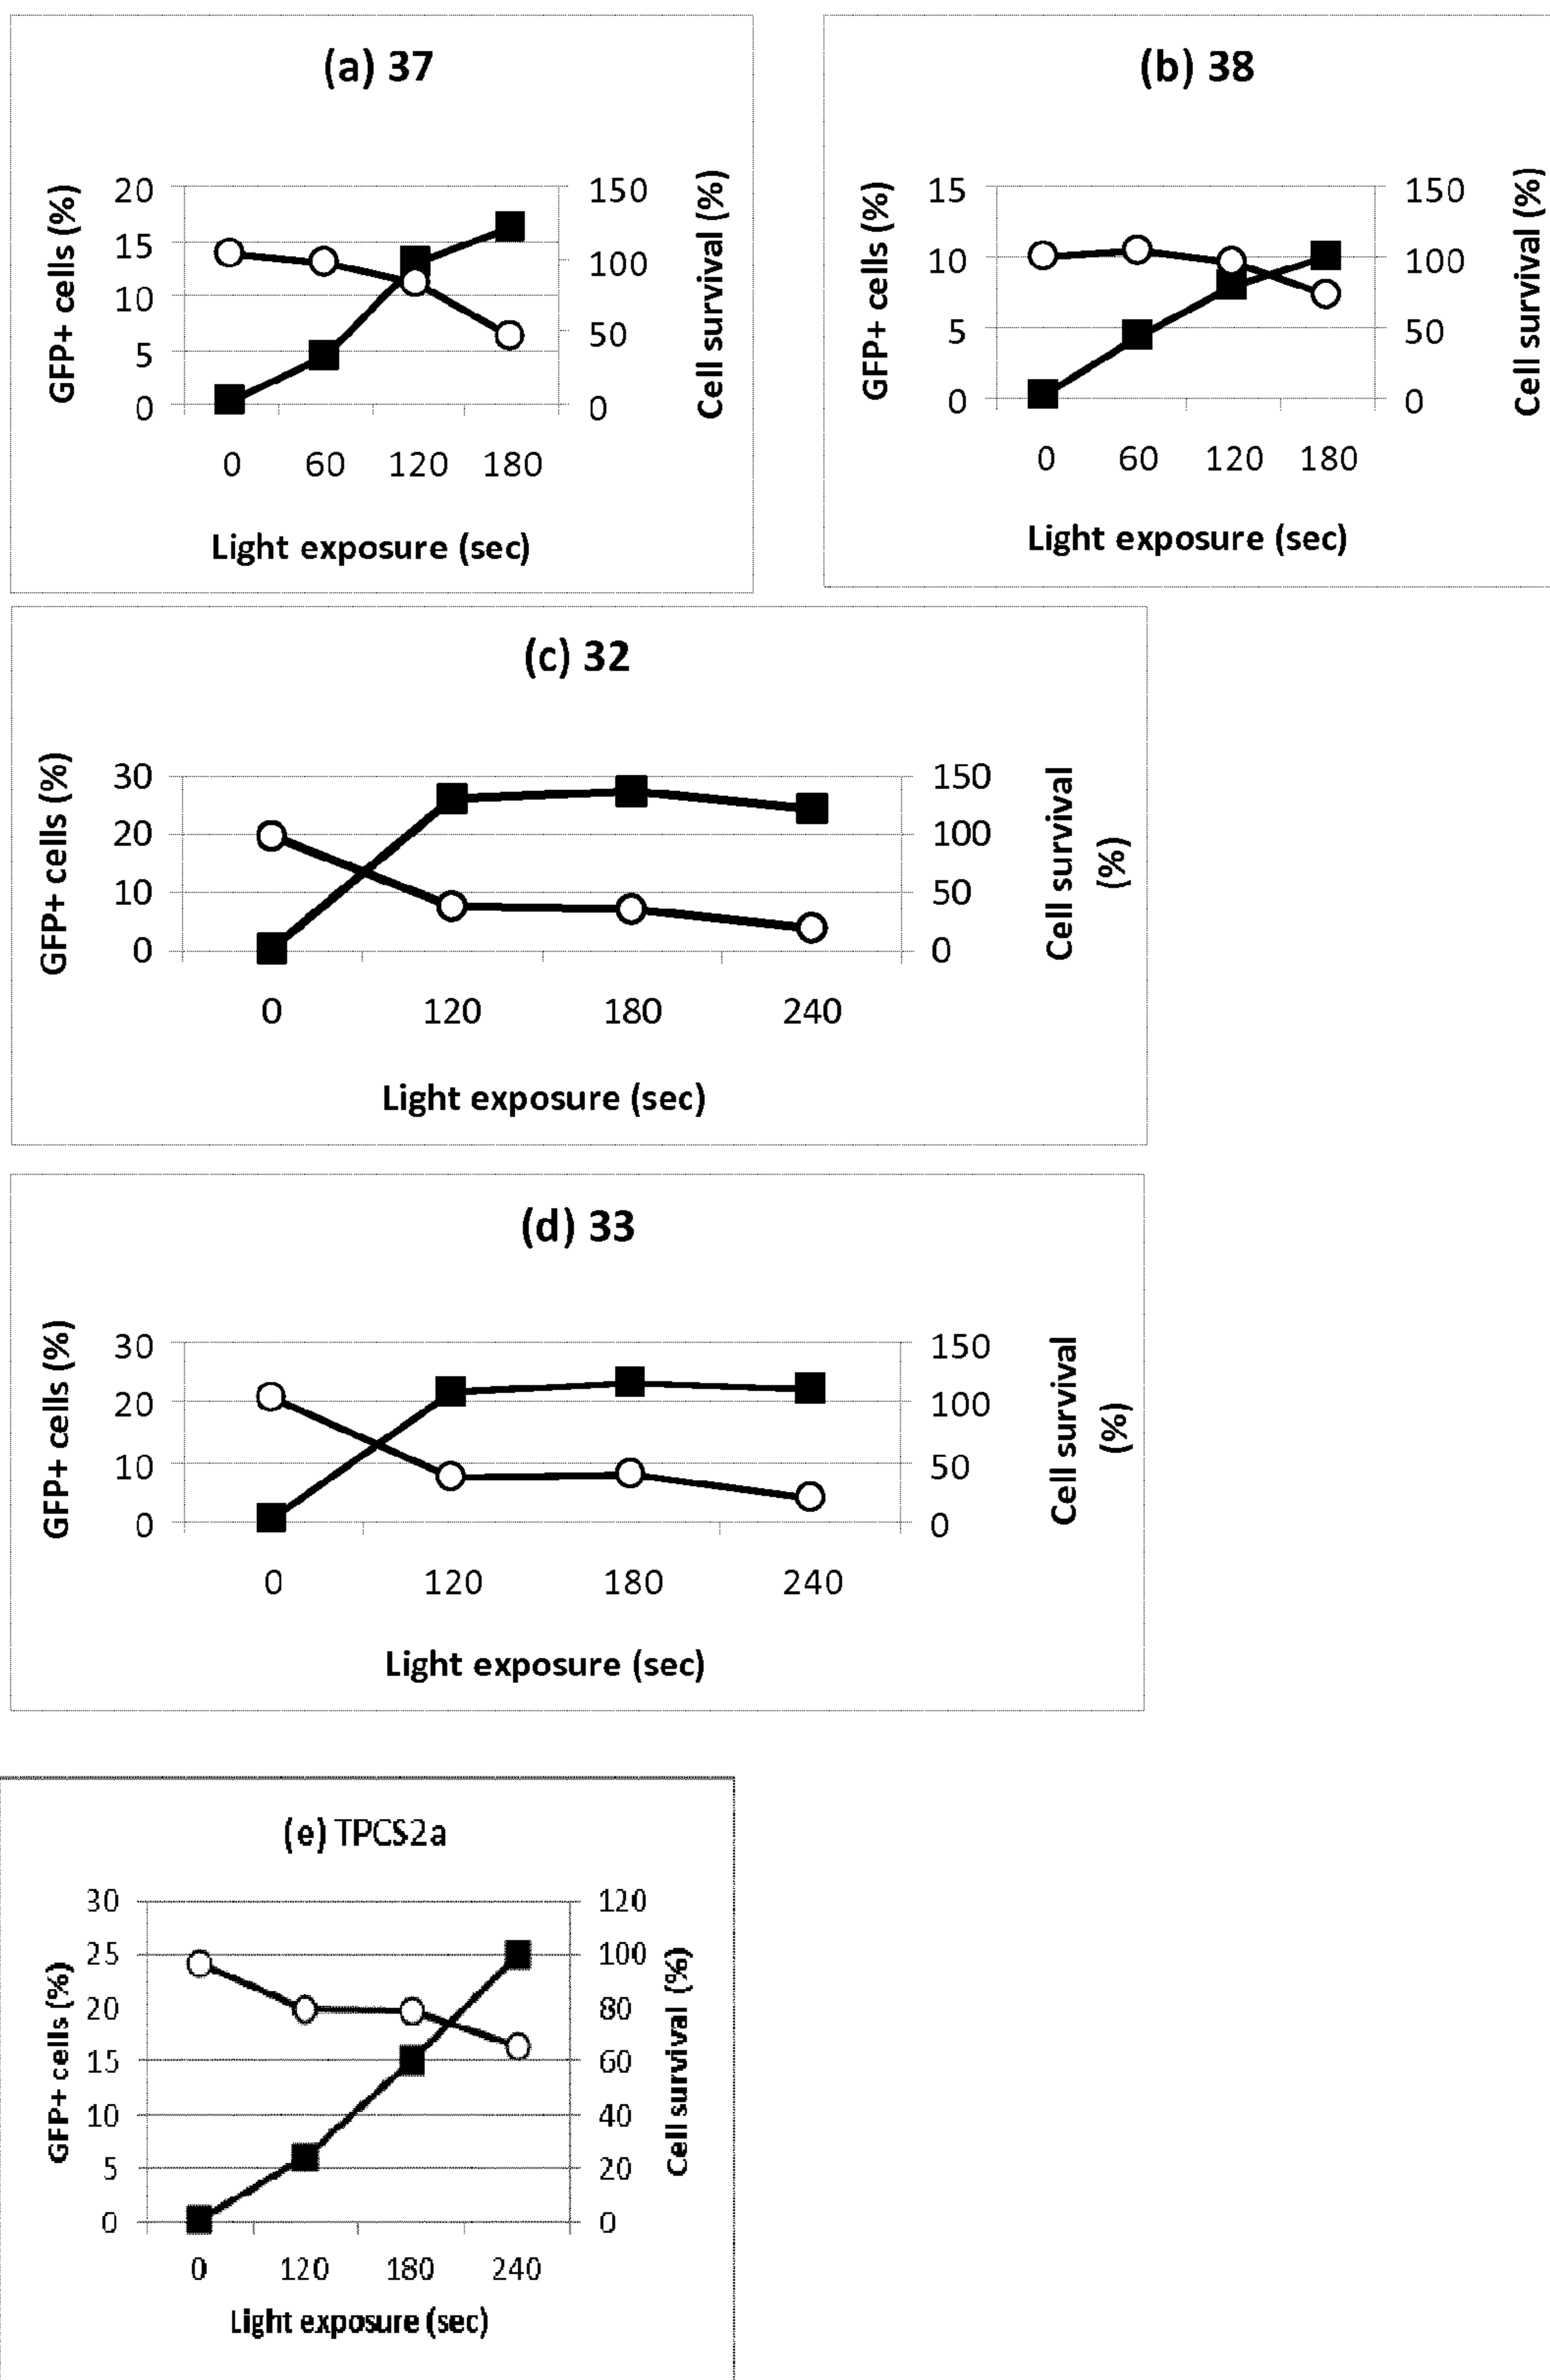 (a) 37
GFP+ cells (%)
20
15
10
5
0
150
100
50
0
Cell survival (%)
0 60 120 180
Light exposure (sec)
(b) 38
GFP+ cells (%)
15
10
5
0
150
100
50
0
Cell survival (%)
0 60 120 180
Light exposure (sec)
(c) 32
GFP+ cells (%)
30
20
10
0
150
100
50
0
Cell survival
(%)
0 120 180 240
Light exposure (sec)
(d) 33
GFP+ cells (%)
30
20
10
0
150
100
50
0
Cell survival
(%)
0 120 180 240
Light exposure (sec)
(e) TPCS2a
GFP+ cells (%)
30
25
20
15
10
5
0
120
100
80
60
40
20
0
Cell survival (%)
0 120 180 240
Light exposure (sec)